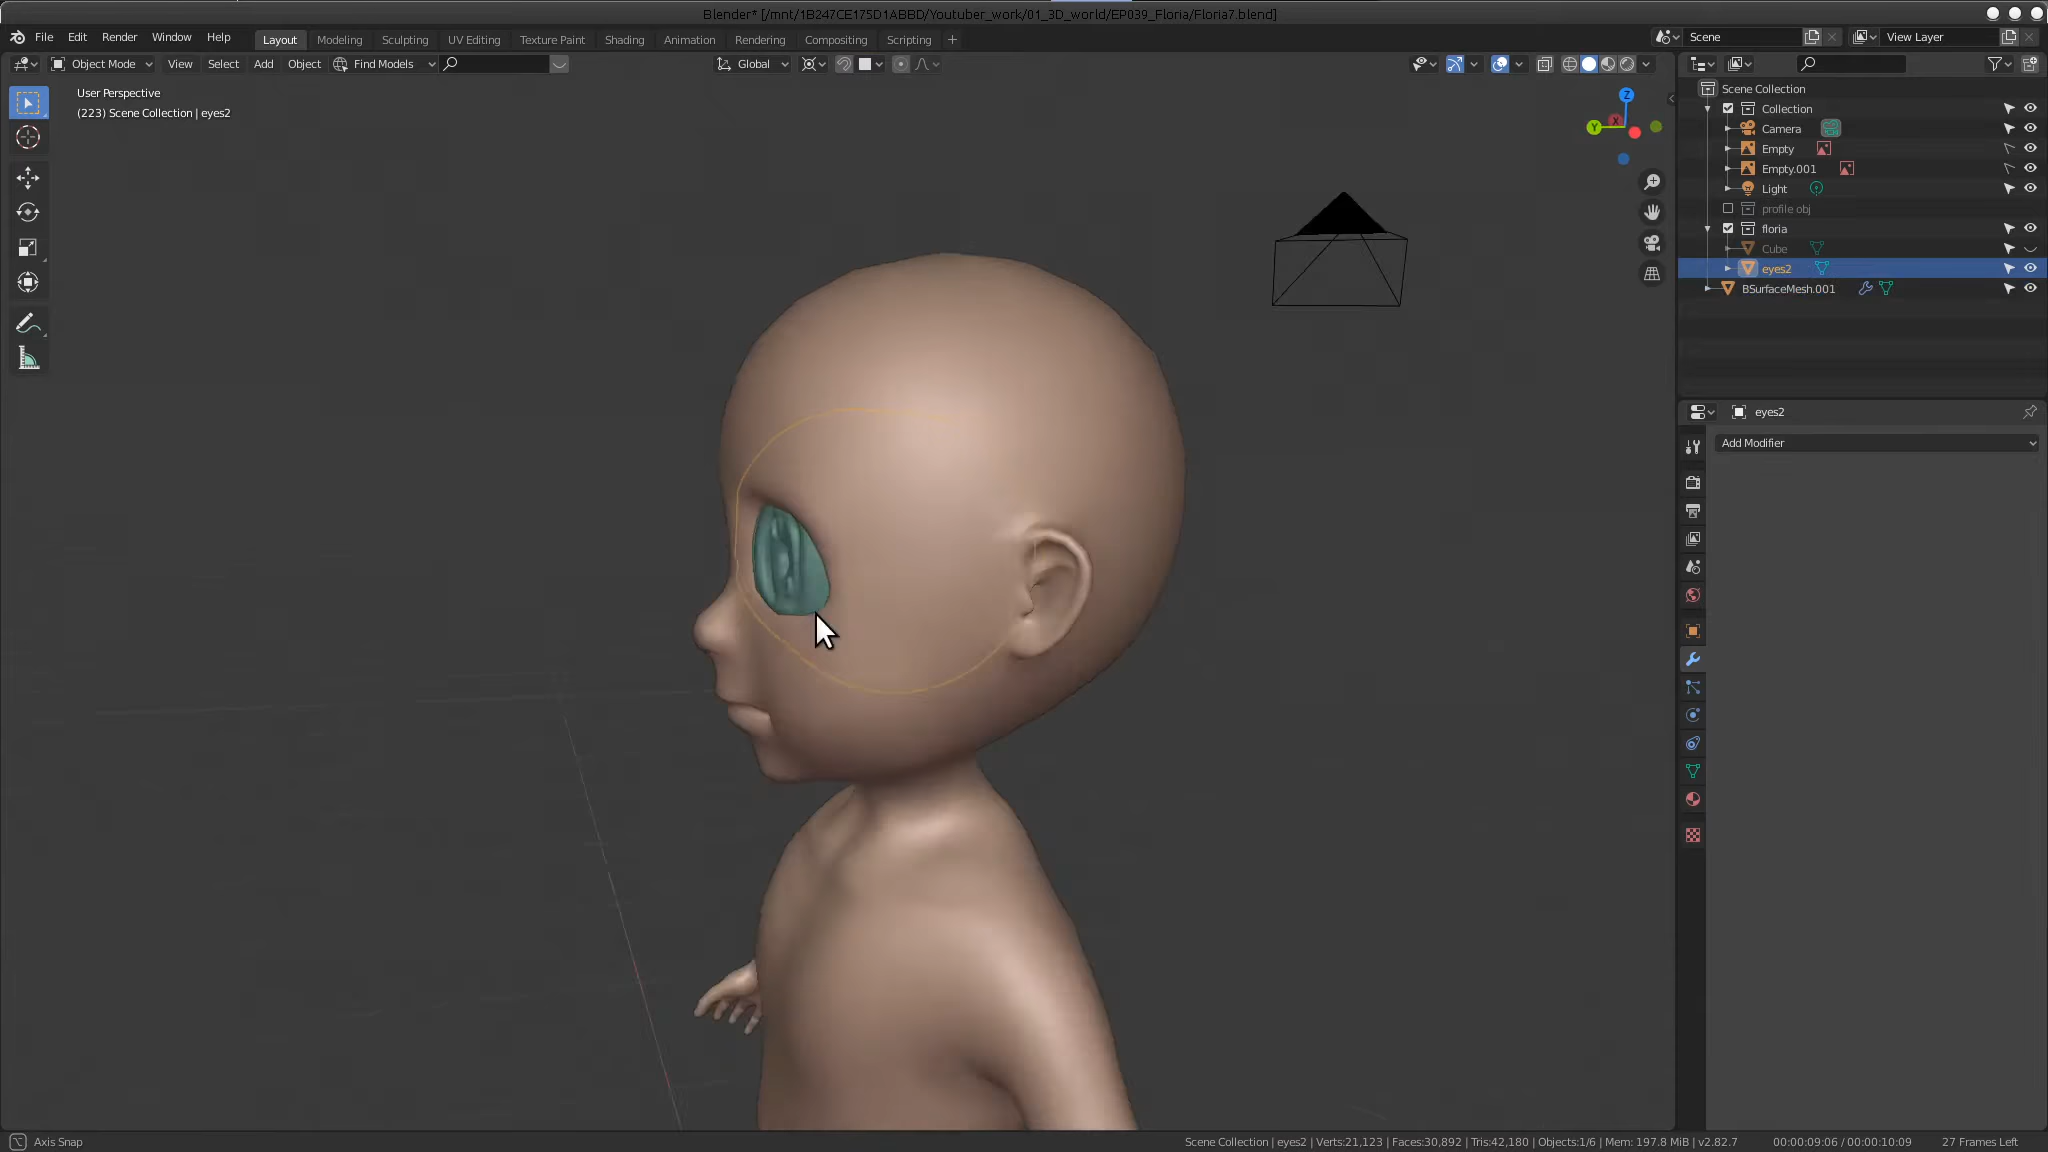 Blender* [/mnt/1B247CE175D1ABBD/Youtuber_work/01_3D_world/EP039_Floria/Floria7.blend]
File Edit Render Window Help Layout Modeling Sculpting UV Editing Texture Paint Shading Animation Rendering Compositing Scripting + Scene View Layer
Object Mode View Select Add Object Find Models Global
User Perspective
(223) Scene Collection | eyes2
Z
Y
X
Scene Collection
Collection
Camera
Empty
Empty.001
Light
profile obj
floria
Cube
eyes2
BSurfaceMesh.001
eyes2
Add Modifier
Axis Snap
Scene Collection | eyes2 | Verts:21,123 | Faces:30,892 | Tris:42,180 | Objects:1/6 | Mem: 197.8 MiB | v2.82.7
00:00:09:06 / 00:00:10:09
27 Frames Left